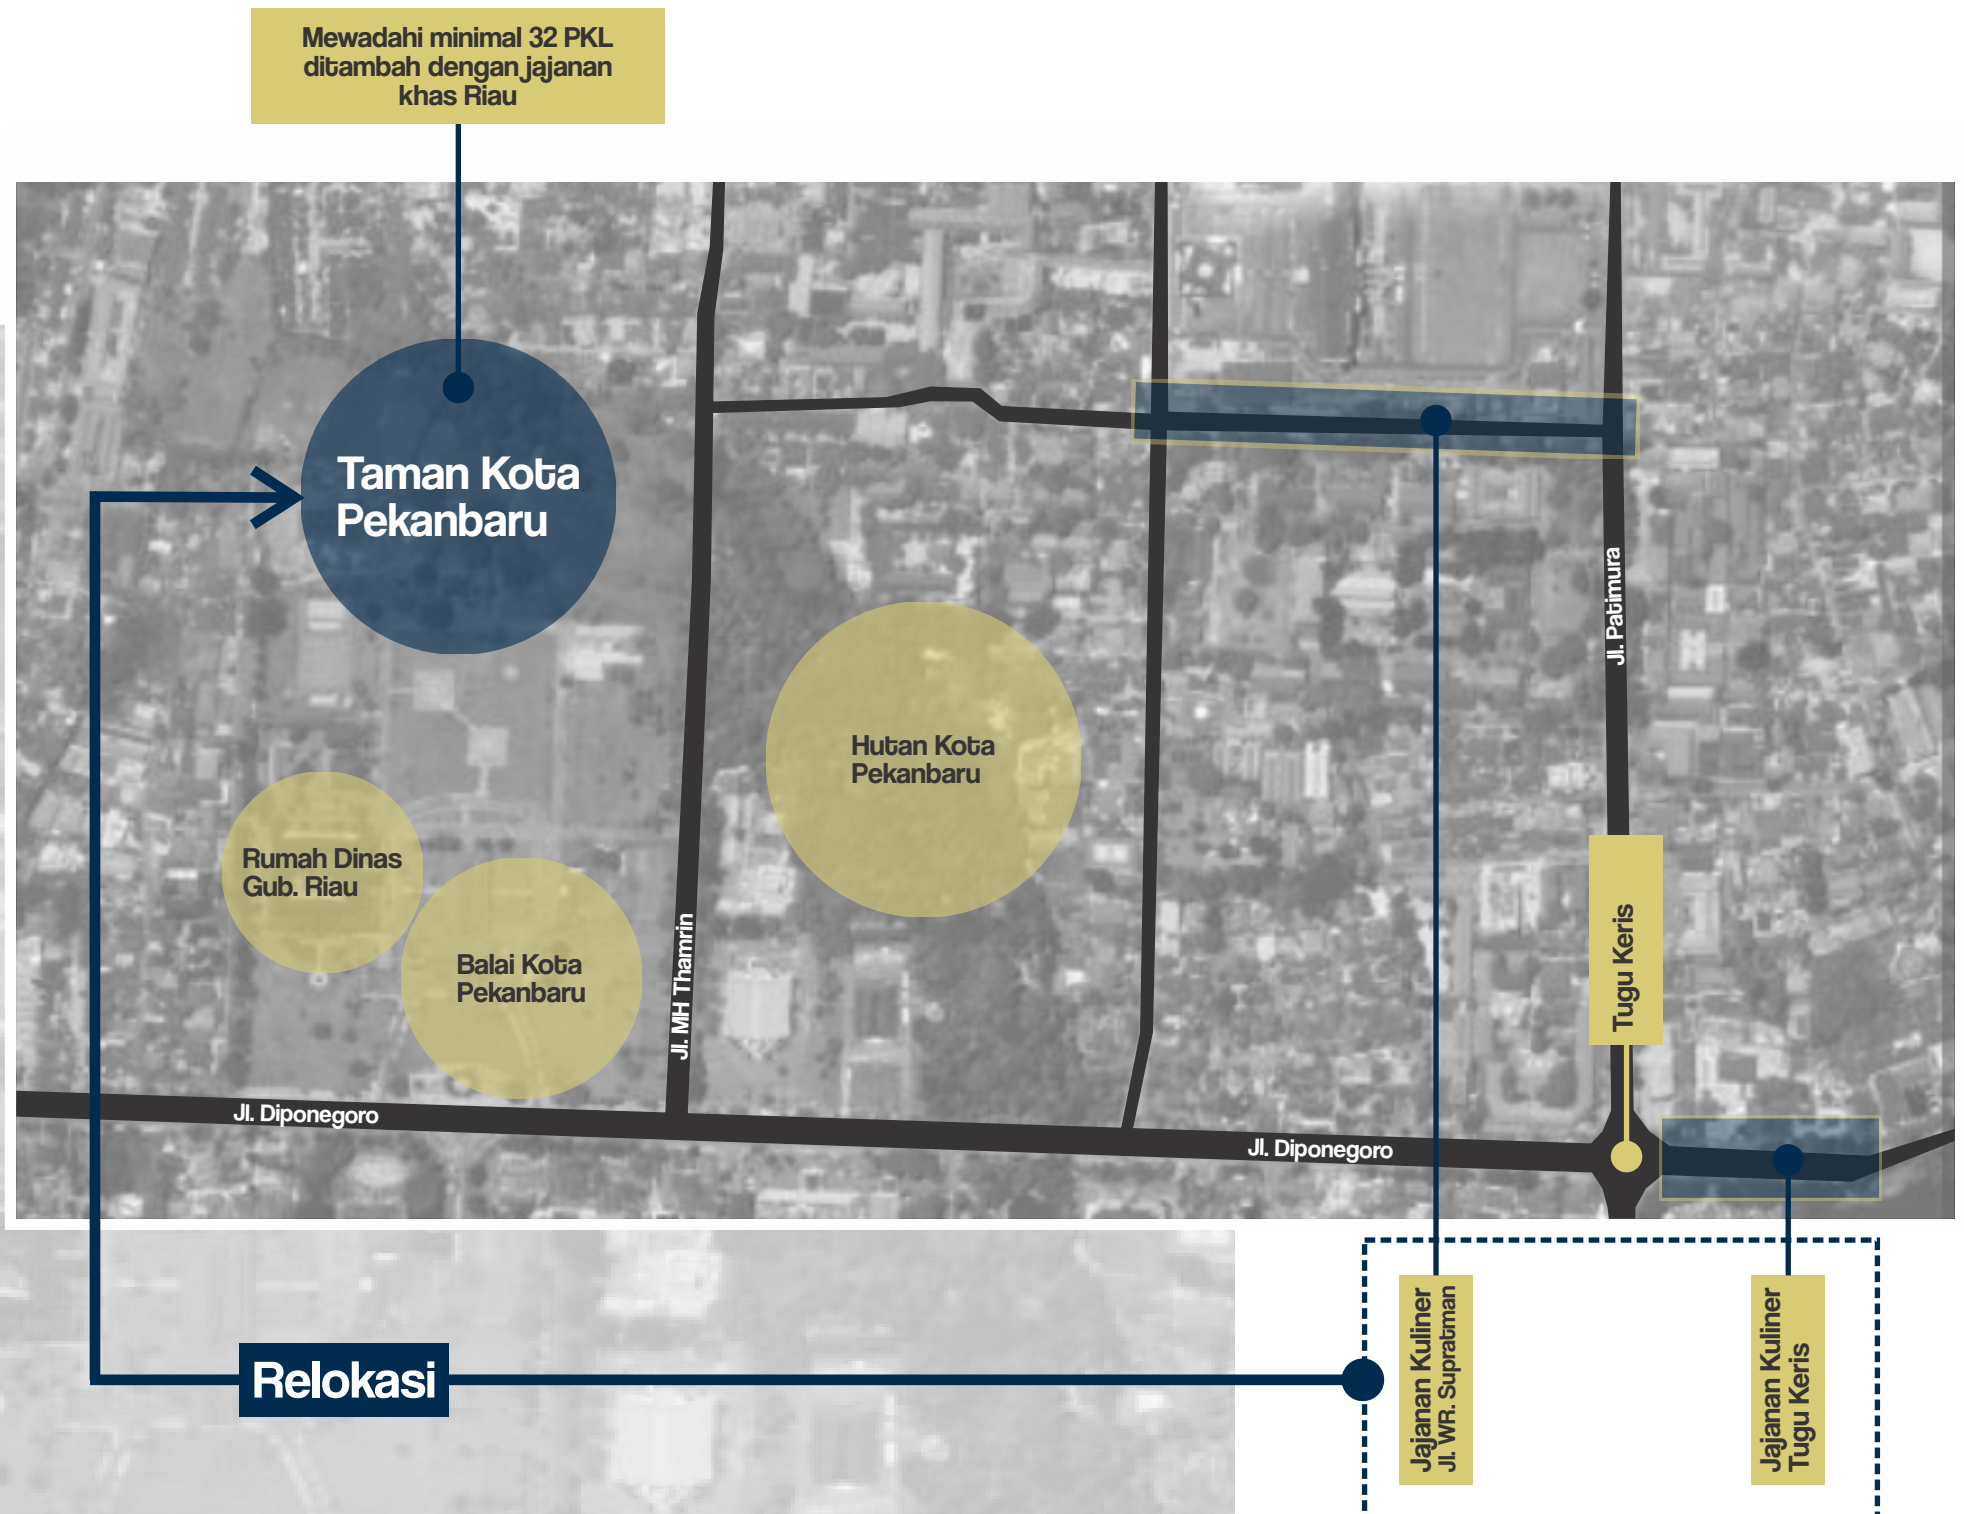 Mewadahi minimal 32 PKL
ditambah dengan jajanan
khas Riau
Taman Kota
Pekanbaru
Jl. Patimura
Hutan Kota
Pekanbaru
Rumah Dinas
Gub. Riau
Balai Kota
Pekanbaru
Jl. MH Thamrin
Tugu Keris
Jl. Diponegoro
Jl. Diponegoro
Relokasi
Jajanan Kuliner
Jl. WR. Supratman
Jajanan Kuliner
Tugu Keris